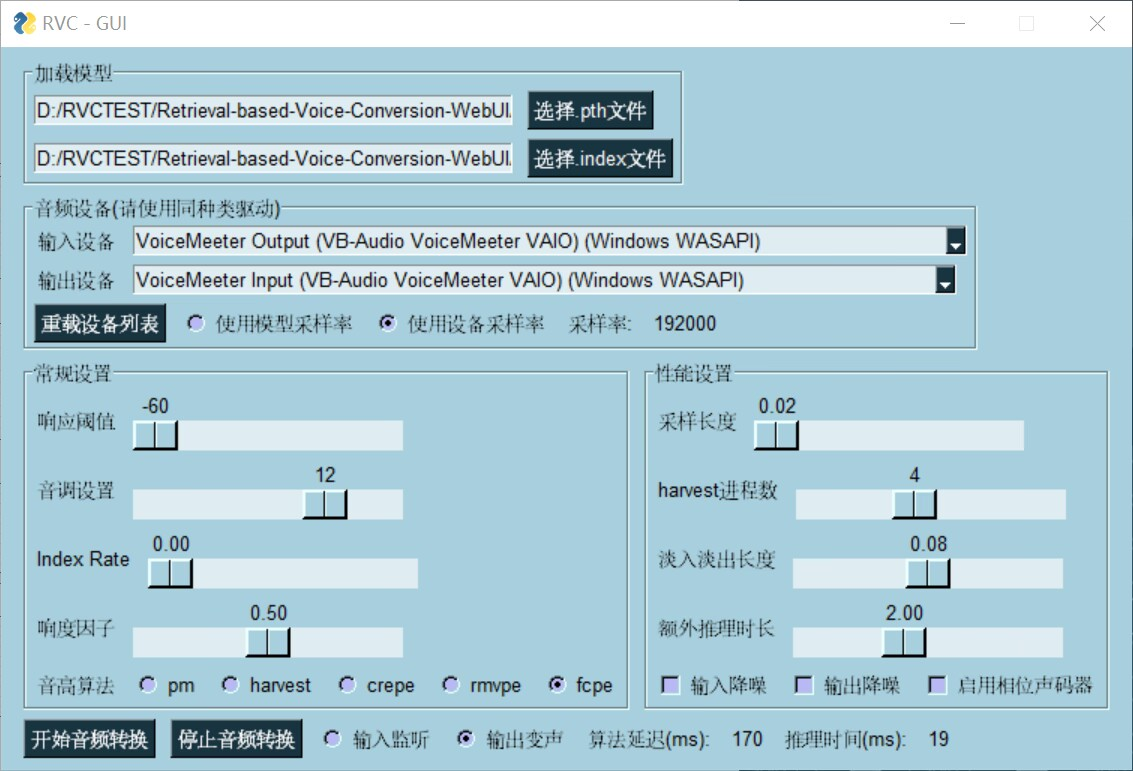 RVC - GUI
加载模型
D:/RVCTEST/Retrieval-based-Voice-Conversion-WebUI 选择.pth文件
D:/RVCTEST/Retrieval-based-Voice-Conversion-WebUI 选择.index文件
音频设备(请使用同种类驱动)
输入设备 VoiceMeeter Output (VB-Audio VoiceMeeter VAIO) (Windows WASAPI)
输出设备 VoiceMeeter Input (VB-Audio VoiceMeeter VAIO) (Windows WASAPI)
重载设备列表 使用模型采样率 使用设备采样率 采样率: 192000
常规设置
-60
响应阈值
12
音调设置
0.00
Index Rate
0.50
响度因子
音高算法 pm harvest crepe rmvpe fcpe
性能设置
0.02
采样长度
4
harvest进程数
0.08
淡入淡出长度
2.00
额外推理时长
输入降噪 输出降噪 启用相位声码器
开始音频转换 停止音频转换 输入监听 输出变声 算法延迟(ms): 170 推理时间(ms): 19